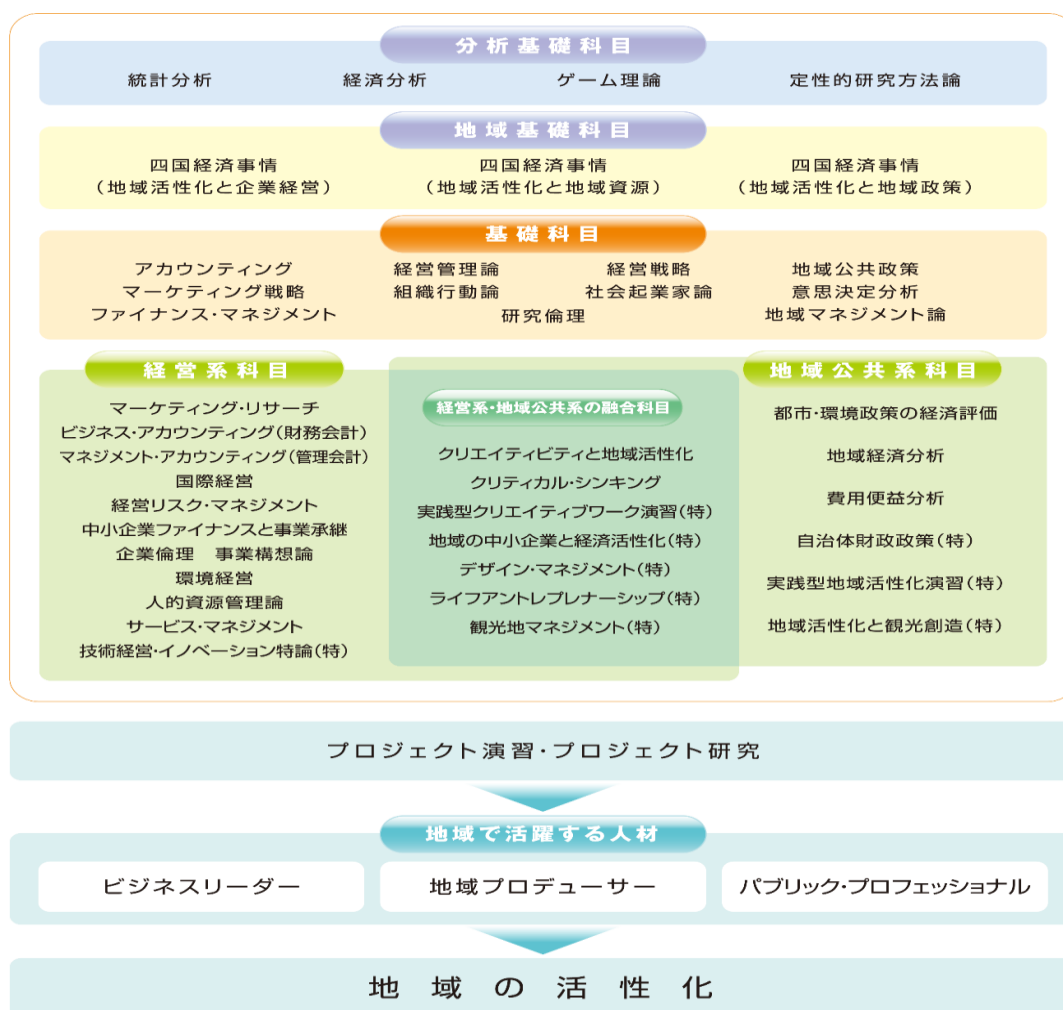 分析基礎科目
統計分析 経済分析 ゲーム理論 定性的研究方法論
地域基礎科目
四国経済事情 四国経済事情 四国経済事情
(地域活性化と企業経営) (地域活性化と地域資源) (地域活性化と地域政策)
基礎科目
アカウンティング 経営管理論 経営戦略 地域公共政策
マーケティング戦略 組織行動論 社会起業家論 意思決定分析
ファイナンス・マネジメント 研究倫理 地域マネジメント論
経営系科目
マーケティング・リサーチ
ビジネス・アカウンティング(財務会計)
マネジメント・アカウンティング(管理会計)
国際経営
経営リスク・マネジメント
中小企業ファイナンスと事業承継
企業倫理 事業構想論
環境経営
人的資源管理論
サービス・マネジメント
技術経営・イノベーション特論(特)
経営系・地域公共系の融合科目
クリエイティビティと地域活性化
クリティカル・シンキング
実践型クリエイティブワーク演習(特)
地域の中小企業と経済活性化(特)
デザイン・マネジメント(特)
ライフアントレプレナーシップ(特)
観光地マネジメント(特)
地域公共系科目
都市・環境政策の経済評価
地域経済分析
費用便益分析
自治体財政政策(特)
実践型地域活性化演習(特)
地域活性化と観光創造(特)
プロジェクト演習・プロジェクト研究
地域で活躍する人材
ビジネスリーダー 地域プロデューサー パブリック・プロフェッショナル
地域の活性化